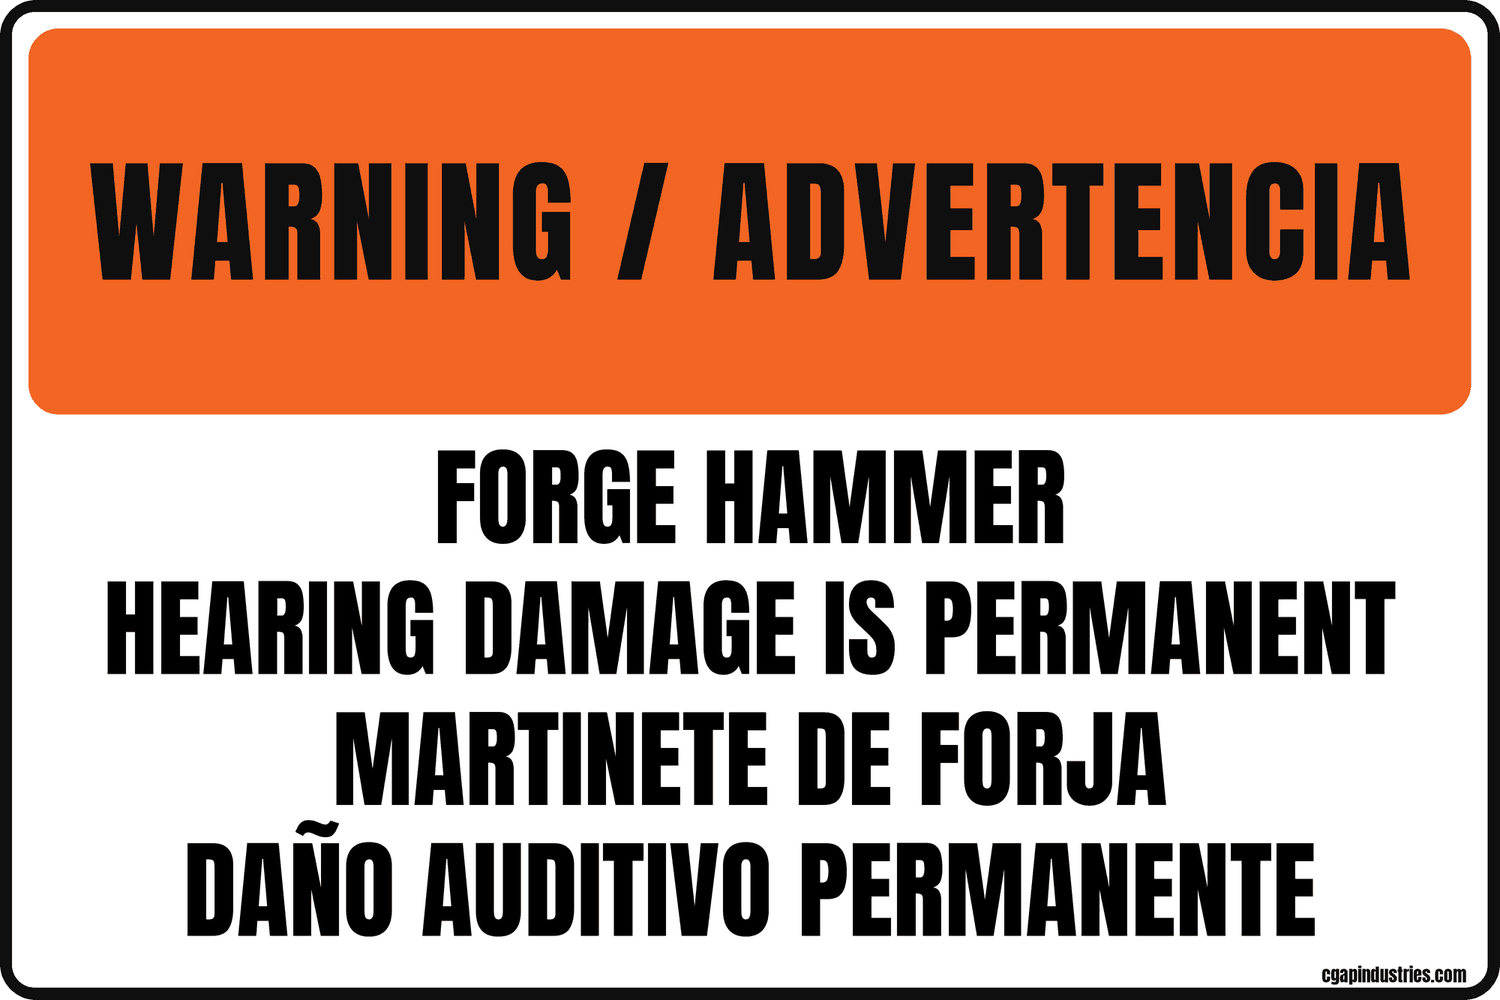 WARNING / ADVERTENCIA
FORGE HAMMER
HEARING DAMAGE IS PERMANENT
MARTINETE DE FORJA
DAÑO AUDITIVO PERMANENTE
cgapindustries.com